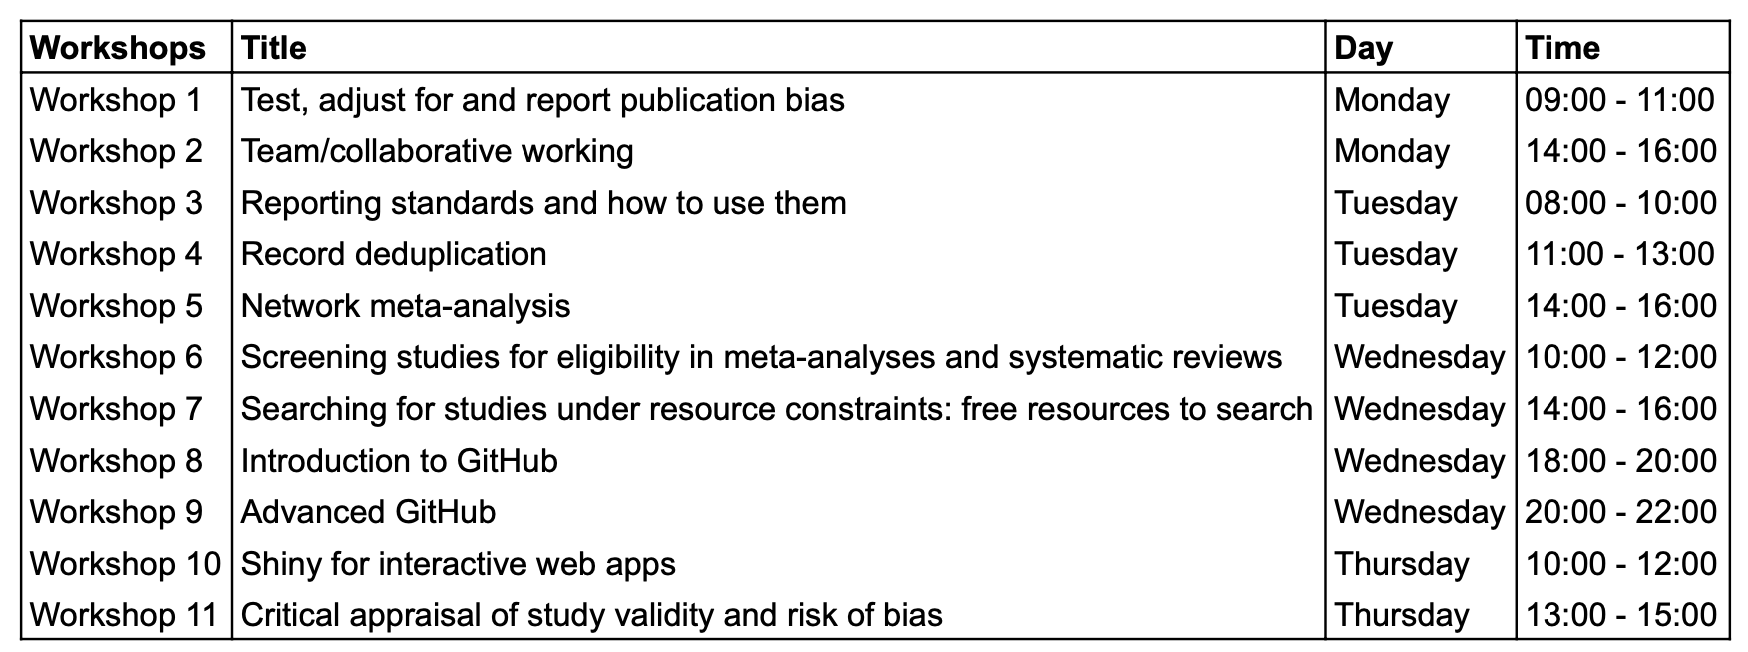 Workshops Title Day Time
Workshop 1 Test, adjust for and report publication bias Monday 09:00 - 11:00
Workshop 2 Team/collaborative working Monday 14:00 - 16:00
Workshop 3 Reporting standards and how to use them Tuesday 08:00 - 10:00
Workshop 4 Record deduplication Tuesday 11:00 - 13:00
Workshop 5 Network meta-analysis Tuesday 14:00 - 16:00
Workshop 6 Screening studies for eligibility in meta-analyses and systematic reviews Wednesday 10:00 - 12:00
Workshop 7 Searching for studies under resource constraints: free resources to search Wednesday 14:00 - 16:00
Workshop 8 Introduction to GitHub Wednesday 18:00 - 20:00
Workshop 9 Advanced GitHub Wednesday 20:00 - 22:00
Workshop 10 Shiny for interactive web apps Thursday 10:00 - 12:00
Workshop 11 Critical appraisal of study validity and risk of bias Thursday 13:00 - 15:00